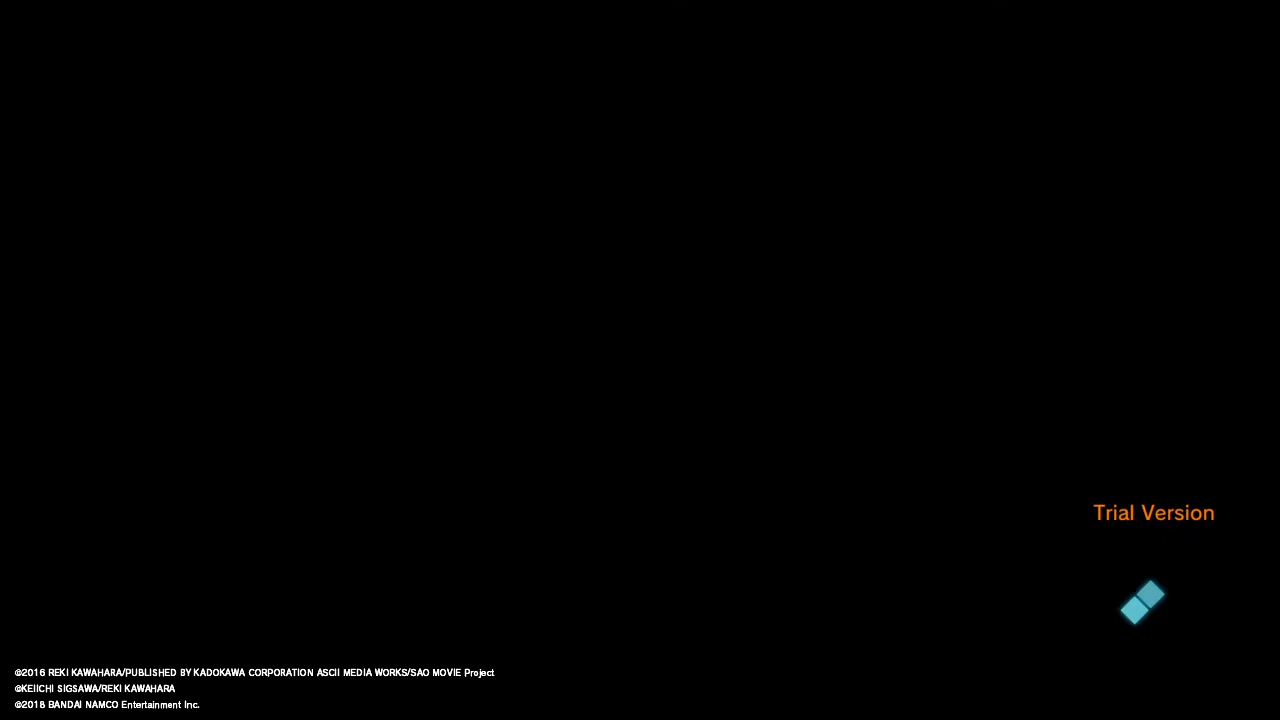 Trial Version
©2016 REKI KAWAHARA/PUBLISHED BY KADOKAWA CORPORATION ASCII MEDIA WORKS/SAO MOVIE Project
©KEIICHI SIGSAWA/REKI KAWAHARA
©2018 BANDAI NAMCO Entertainment Inc.